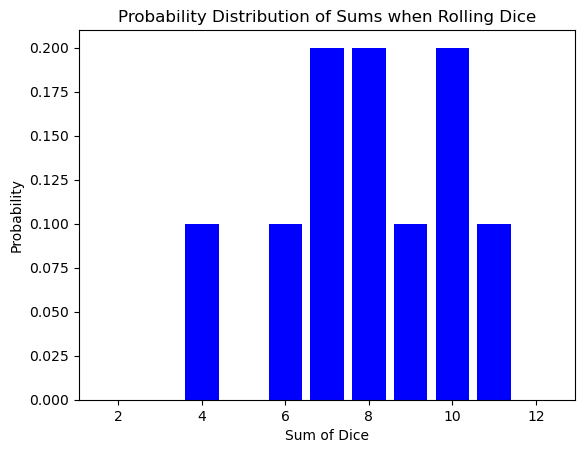 Probability Distribution of Sums when Rolling Dice
0.200
0.175
0.150
0.125
0.100
0.075
0.050
0.025
0.000
Probability
2 4 6 8 10 12
Sum of Dice